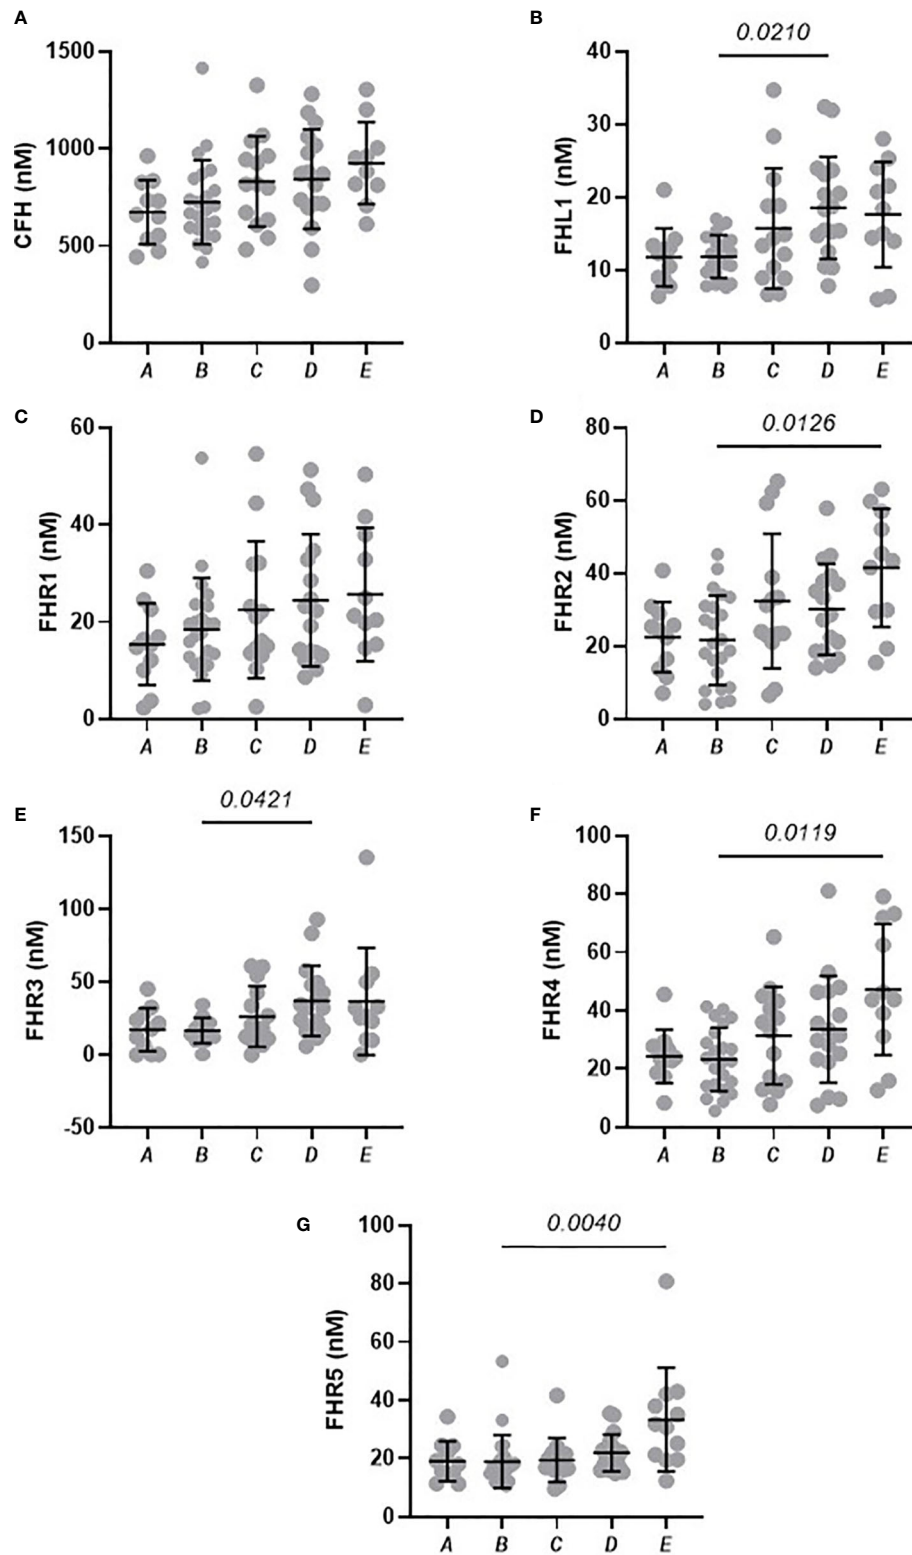 A
CFH (nM)
1500
1000
500
0
A B C D E
B
0.0210
FHL1 (nM)
40
30
20
10
0
A B C D E
C
FHR1 (nM)
60
40
20
0
A B C D E
D
0.0126
FHR2 (nM)
80
60
40
20
0
A B C D E
E
0.0421
FHR3 (nM)
150
100
50
0
-50
A B C D E
F
0.0119
FHR4 (nM)
100
80
60
40
20
0
A B C D E
G
0.0040
FHR5 (nM)
100
80
60
40
20
0
A B C D E